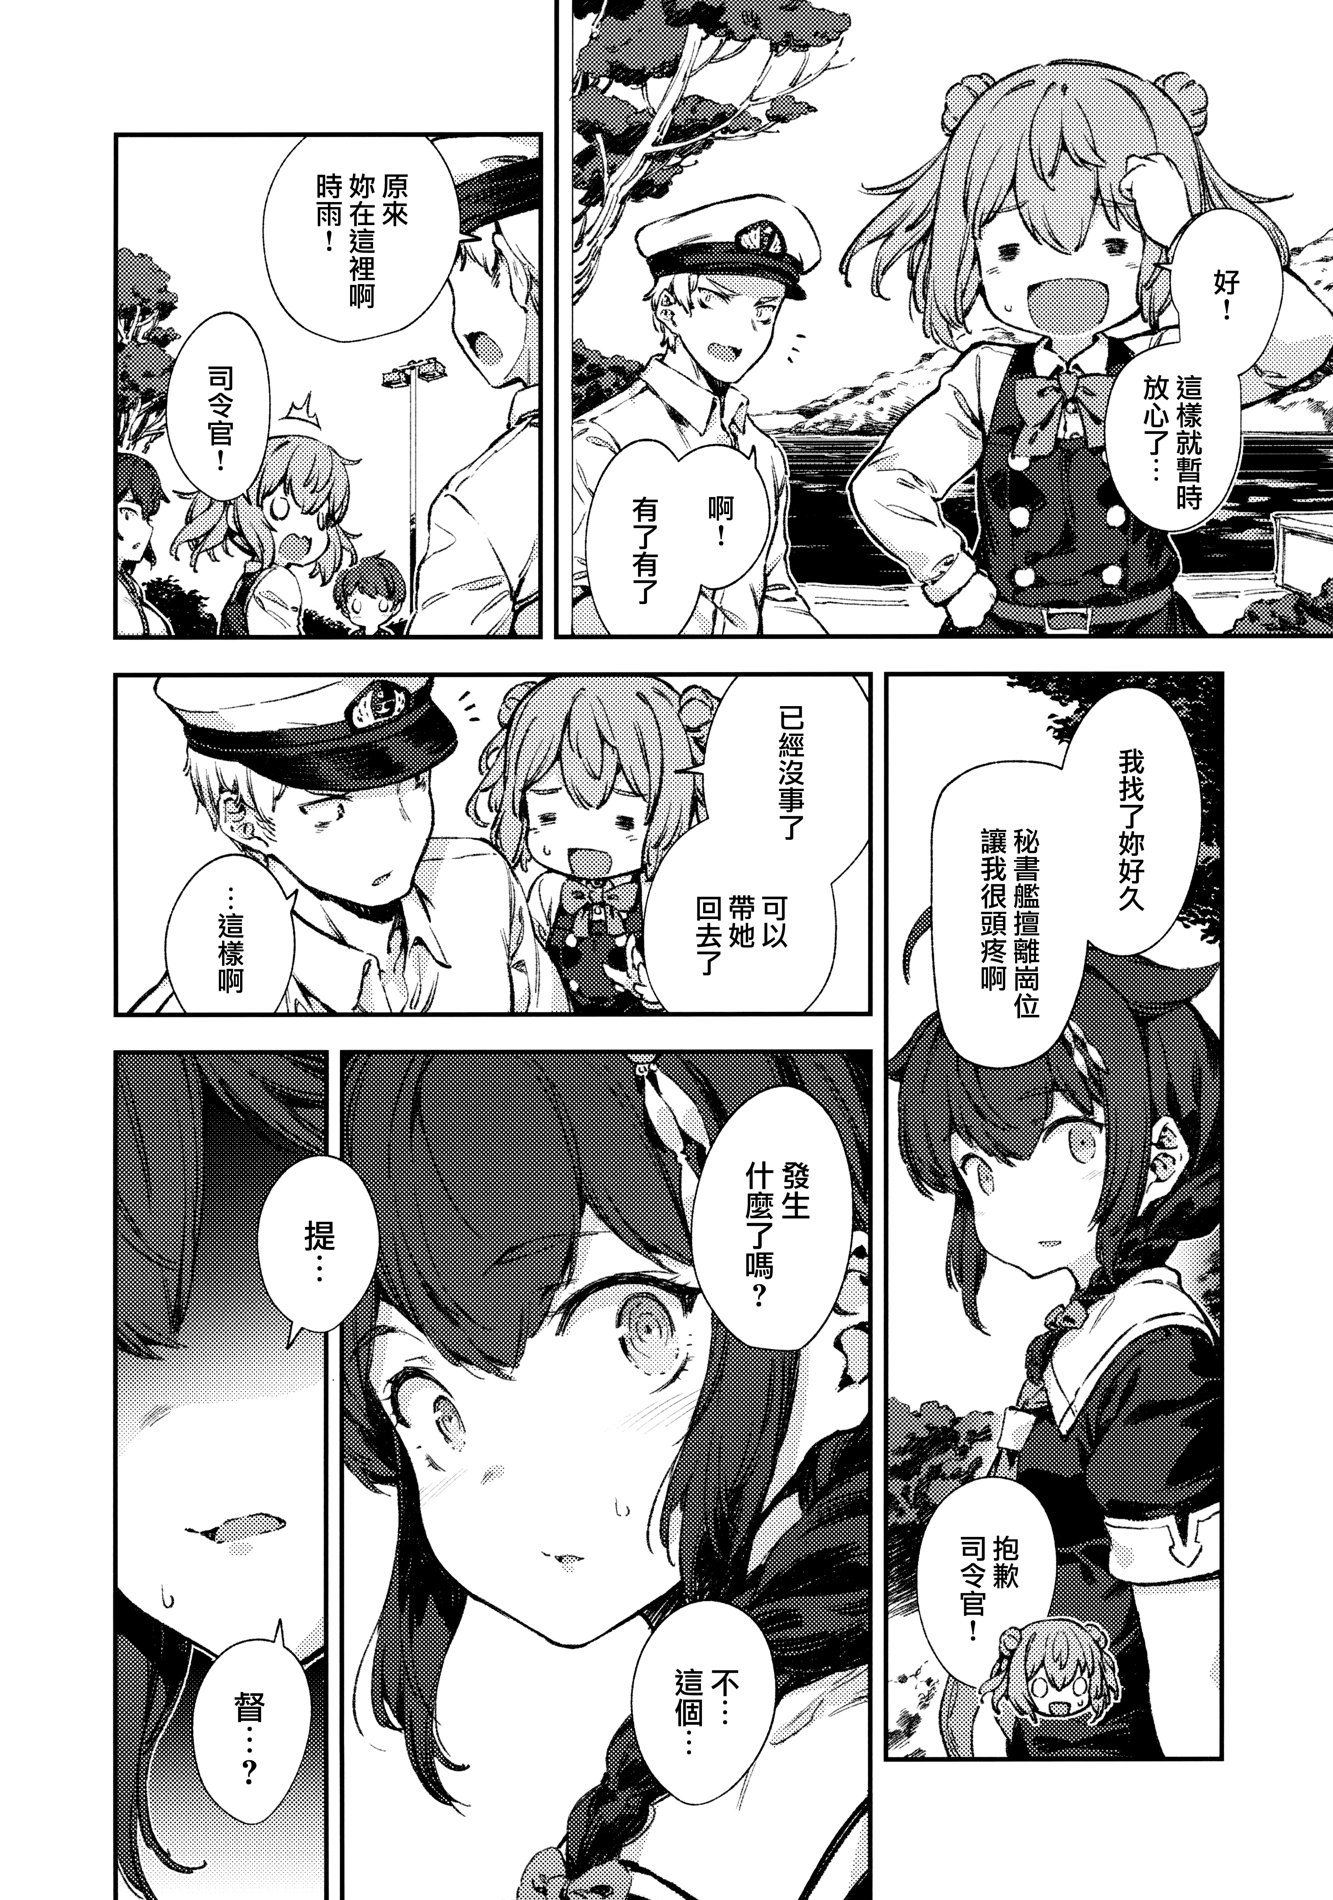 好！
這樣就暫時
放心了…
啊！
有了有了
原來
妳在這裡啊
時雨！
司令官！
我找了妳好久
秘書艦擅離崗位
讓我很頭疼啊
抱歉
司令官！
已經沒事了
可以
帶她
回去了
…這樣啊
發生
什麼了嗎？
不…
這個…
提…
督…？